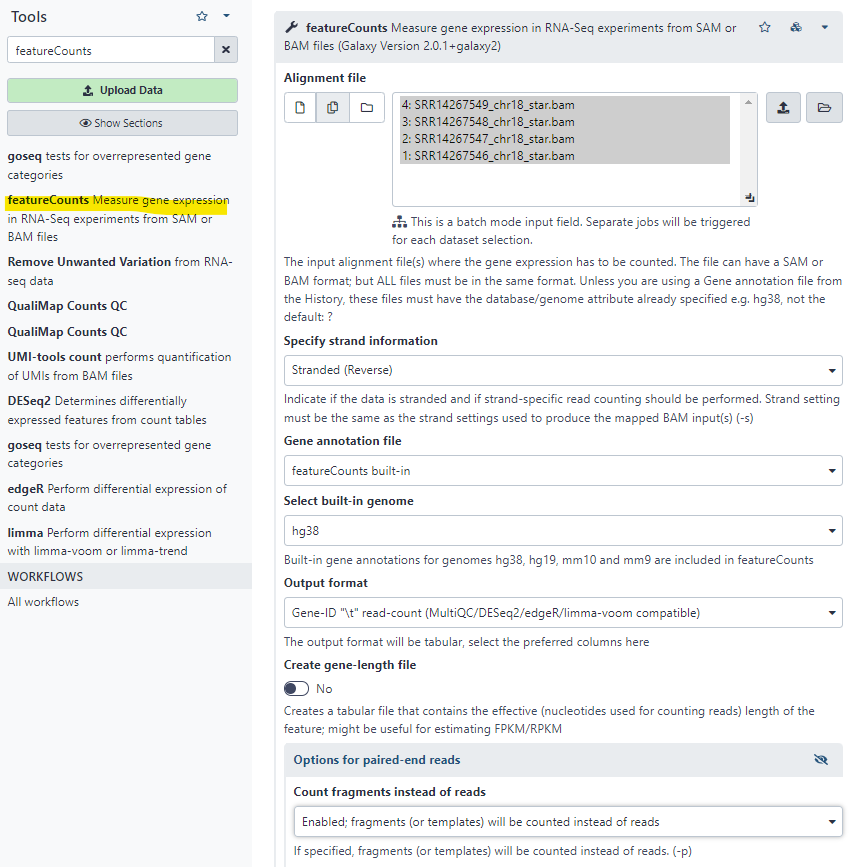 Tools
featureCounts
Upload Data
Show Sections
goseq tests for overrepresented gene
categories
featureCounts Measure gene expression
in RNA-Seq experiments from SAM or
BAM files
Remove Unwanted Variation from RNA-
seq data
QualiMap Counts QC
QualiMap Counts QC
UMI-tools count performs quantification
of UMIs from BAM files
DESeq2 Determines differentially
expressed features from count tables
goseq tests for overrepresented gene
categories
edgeR Perform differential expression of
count data
limma Perform differential expression
with limma-voom or limma-trend
WORKFLOWS
All workflows
featureCounts Measure gene expression in RNA-Seq experiments from SAM or
BAM files (Galaxy Version 2.0.1+galaxy2)
Alignment file
4: SRR14267549_chr18_star.bam
3: SRR14267548_chr18_star.bam
2: SRR14267547_chr18_star.bam
1: SRR14267546_chr18_star.bam
This is a batch mode input field. Separate jobs will be triggered
for each dataset selection.
The input alignment file(s) where the gene expression has to be counted. The file can have a SAM or
BAM format; but ALL files must be in the same format. Unless you are using a Gene annotation file from
the History, these files must have the database/genome attribute already specified e.g. hg38, not the
default: ?
Specify strand information
Stranded (Reverse)
Indicate if the data is stranded and if strand-specific read counting should be performed. Strand setting
must be the same as the strand settings used to produce the mapped BAM input(s) (-s)
Gene annotation file
featureCounts built-in
Select built-in genome
hg38
Built-in gene annotations for genomes hg38, hg19, mm10 and mm9 are included in featureCounts
Output format
Gene-ID "\t" read-count (MultiQC/DESeq2/edgeR/limma-voom compatible)
The output format will be tabular, select the preferred columns here
Create gene-length file
No
Creates a tabular file that contains the effective (nucleotides used for counting reads) length of the
feature; might be useful for estimating FPKM/RPKM
Options for paired-end reads
Count fragments instead of reads
Enabled; fragments (or templates) will be counted instead of reads
If specified, fragments (or templates) will be counted instead of reads. (-p)